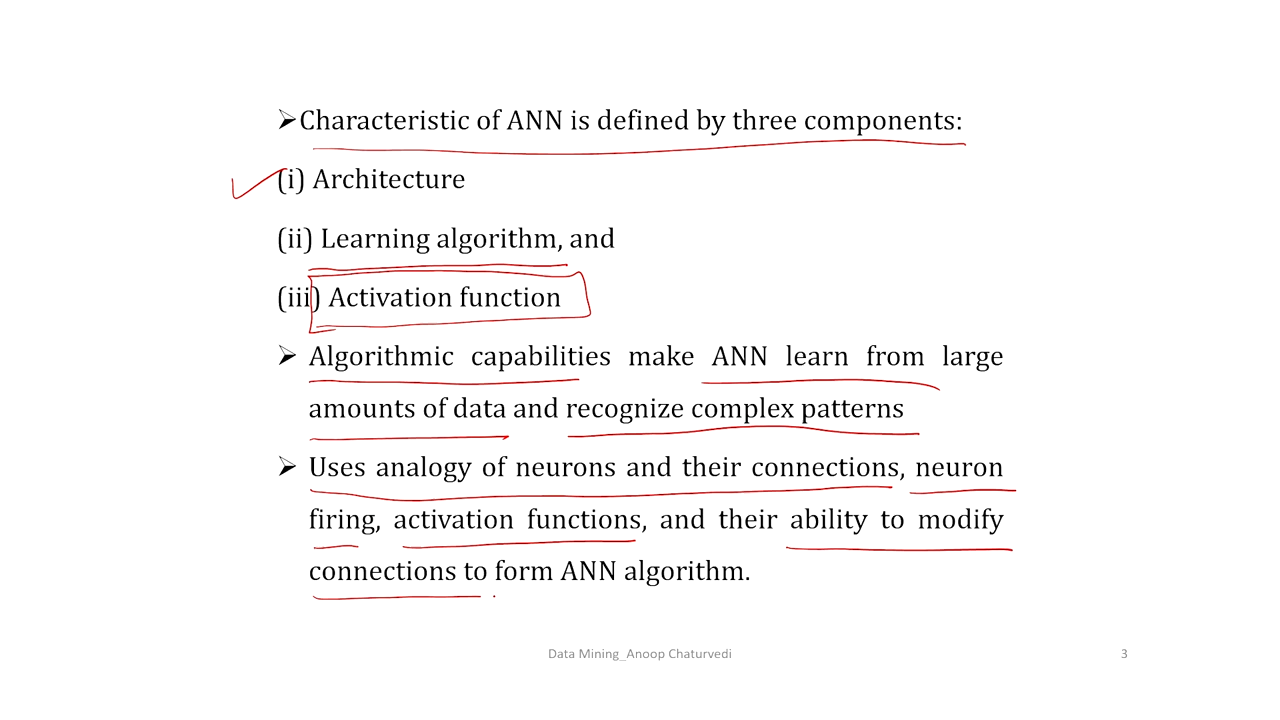 ➢Characteristic of ANN is defined by three components:
(i) Architecture
(ii) Learning algorithm, and
(iii) Activation function
➢ Algorithmic capabilities make ANN learn from large
amounts of data and recognize complex patterns
➢ Uses analogy of neurons and their connections, neuron
firing, activation functions, and their ability to modify
connections to form ANN algorithm.
Data Mining_Anoop Chaturvedi
3